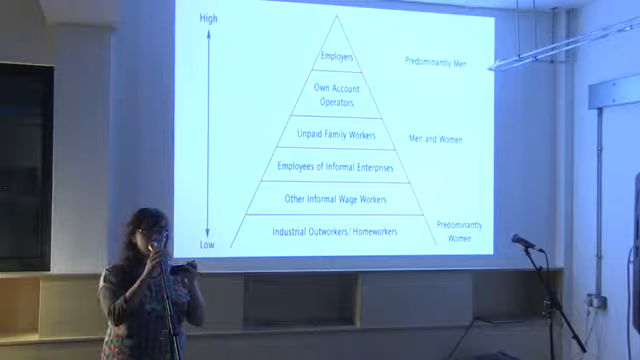 High
Employers
Predominantly Men
Own Account
Operators
Unpaid Family Workers
Men and Women
Employees of Informal Enterprises
Other Informal Wage Workers
Industrial Outworkers/Homeworkers
Predominantly
Women
Low